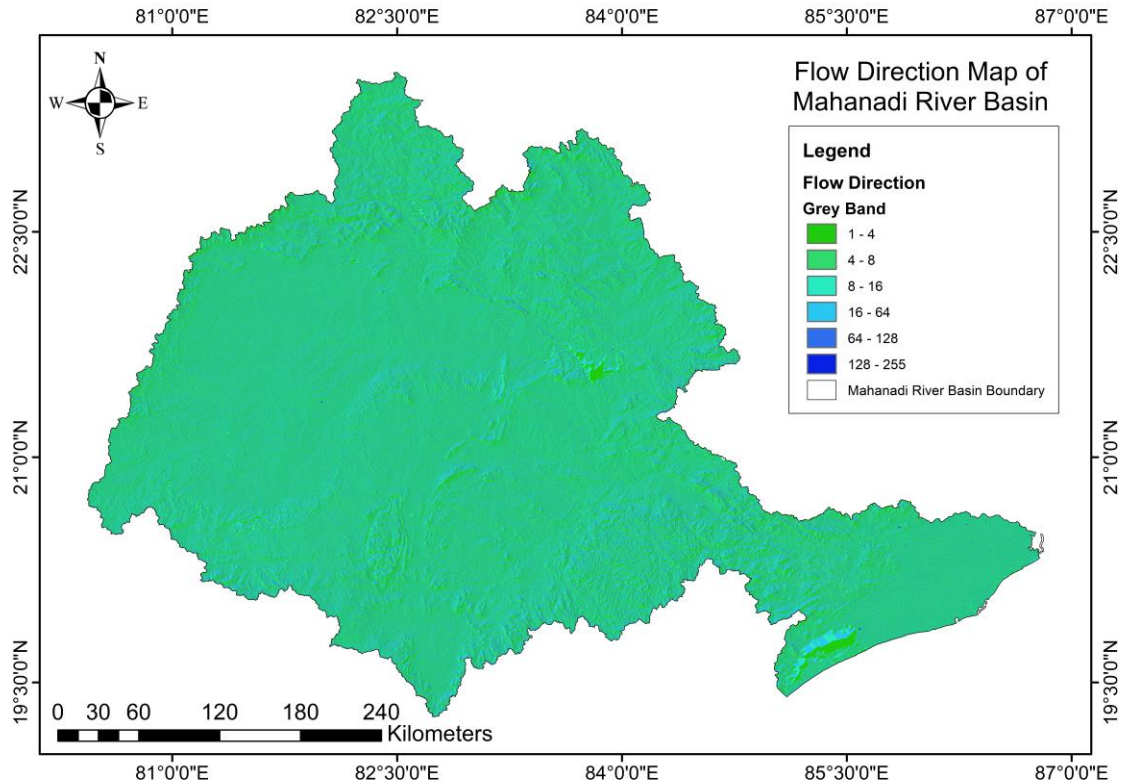 81°0'0"E 82°30'0"E 84°0'0"E 85°30'0"E 87°0'0"E
N
W E
S
Flow Direction Map of
Mahanadi River Basin
Legend
Flow Direction
Grey Band
1 - 4
4 - 8
8 - 16
16 - 64
64 - 128
128 - 255
Mahanadi River Basin Boundary
22°30'0"N 22°30'0"N
21°0'0"N 21°0'0"N
19°30'0"N 19°30'0"N
0 30 60 120 180 240
Kilometers
81°0'0"E 82°30'0"E 84°0'0"E 85°30'0"E 87°0'0"E